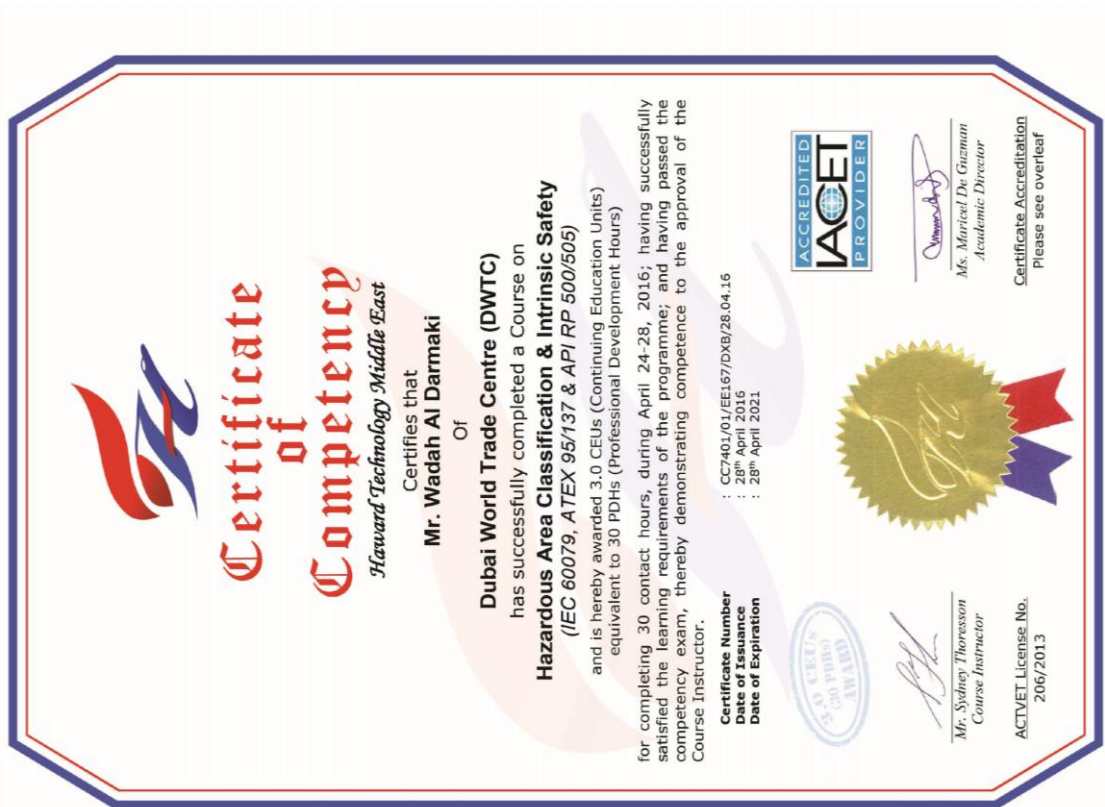 Certificate
of
Competency
Haward Technology Middle East
Certifies that
Mr. Wadah Al Darmaki
Of
Dubai World Trade Centre (DWTC)
has successfully completed a Course on
Hazardous Area Classification & Intrinsic Safety
(IEC 60079, ATEX 95/137 & API RP 500/505)
and is hereby awarded 3.0 CEUs (Continuing Education Units)
equivalent to 30 PDHs (Professional Development Hours)
for completing 30 contact hours, during April 24-28, 2016; having successfully
satisfied the learning requirements of the programme; and having passed the
competency exam, thereby demonstrating competence to the approval of the
Course Instructor.
Certificate Number : CC7401/01/EE167/DXB/28.04.16
Date of Issuance : 28th April 2016
Date of Expiration : 28th April 2021
3.0 CEUs
(30 PDHs)
AWARD
ACCREDITED
IACET
PROVIDER
Mr. Sydney Thoresson
Course Instructor
Ms. Maricel De Guzman
Academic Director
ACTVET License No.
206/2013
Certificate Accreditation
Please see overleaf